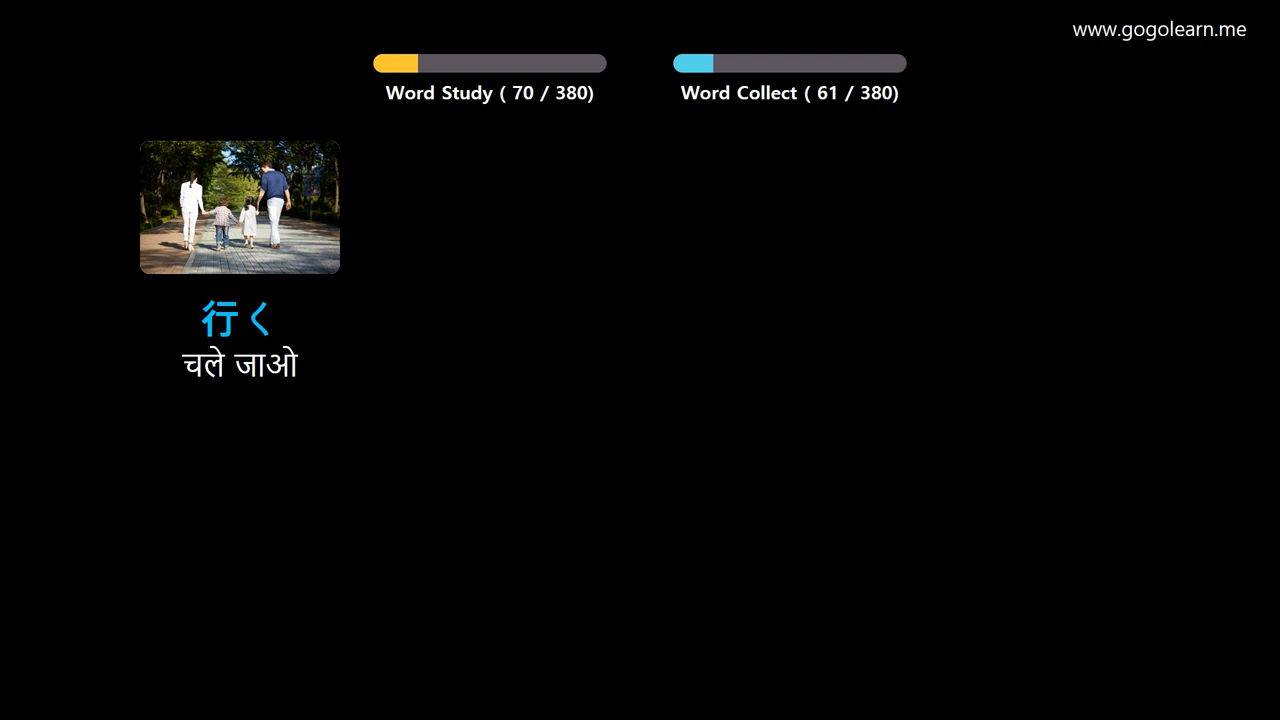 www.gogolearn.me
Word Study ( 70 / 380)
Word Collect ( 61 / 380)
行く
चले जाओ